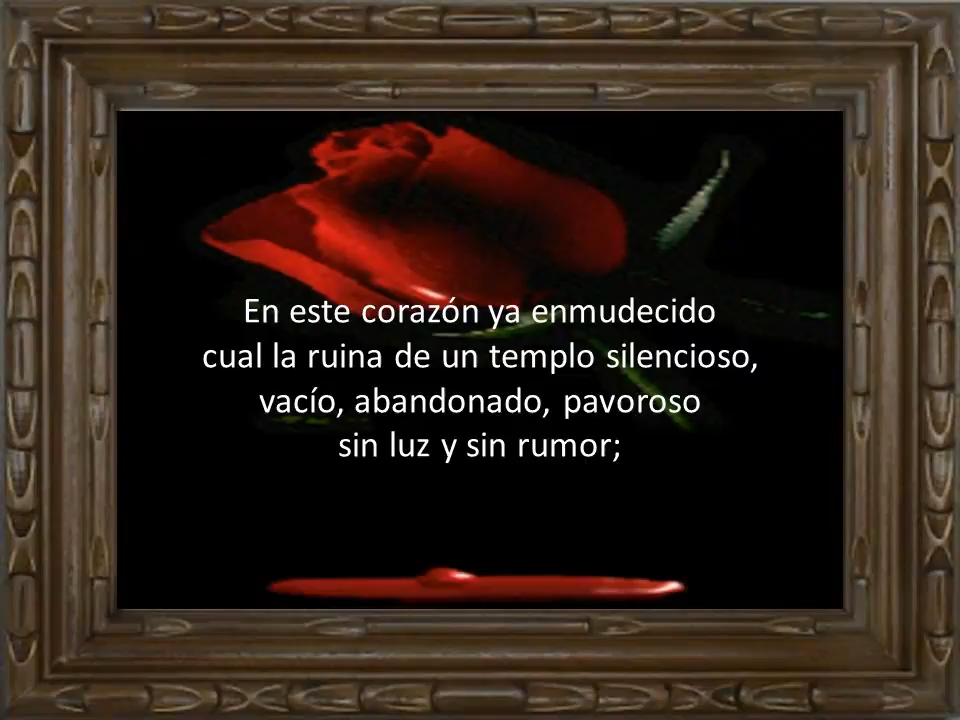 En este corazón ya enmudecido
cual la ruina de un templo silencioso,
vacío, abandonado, pavoroso
sin luz y sin rumor;